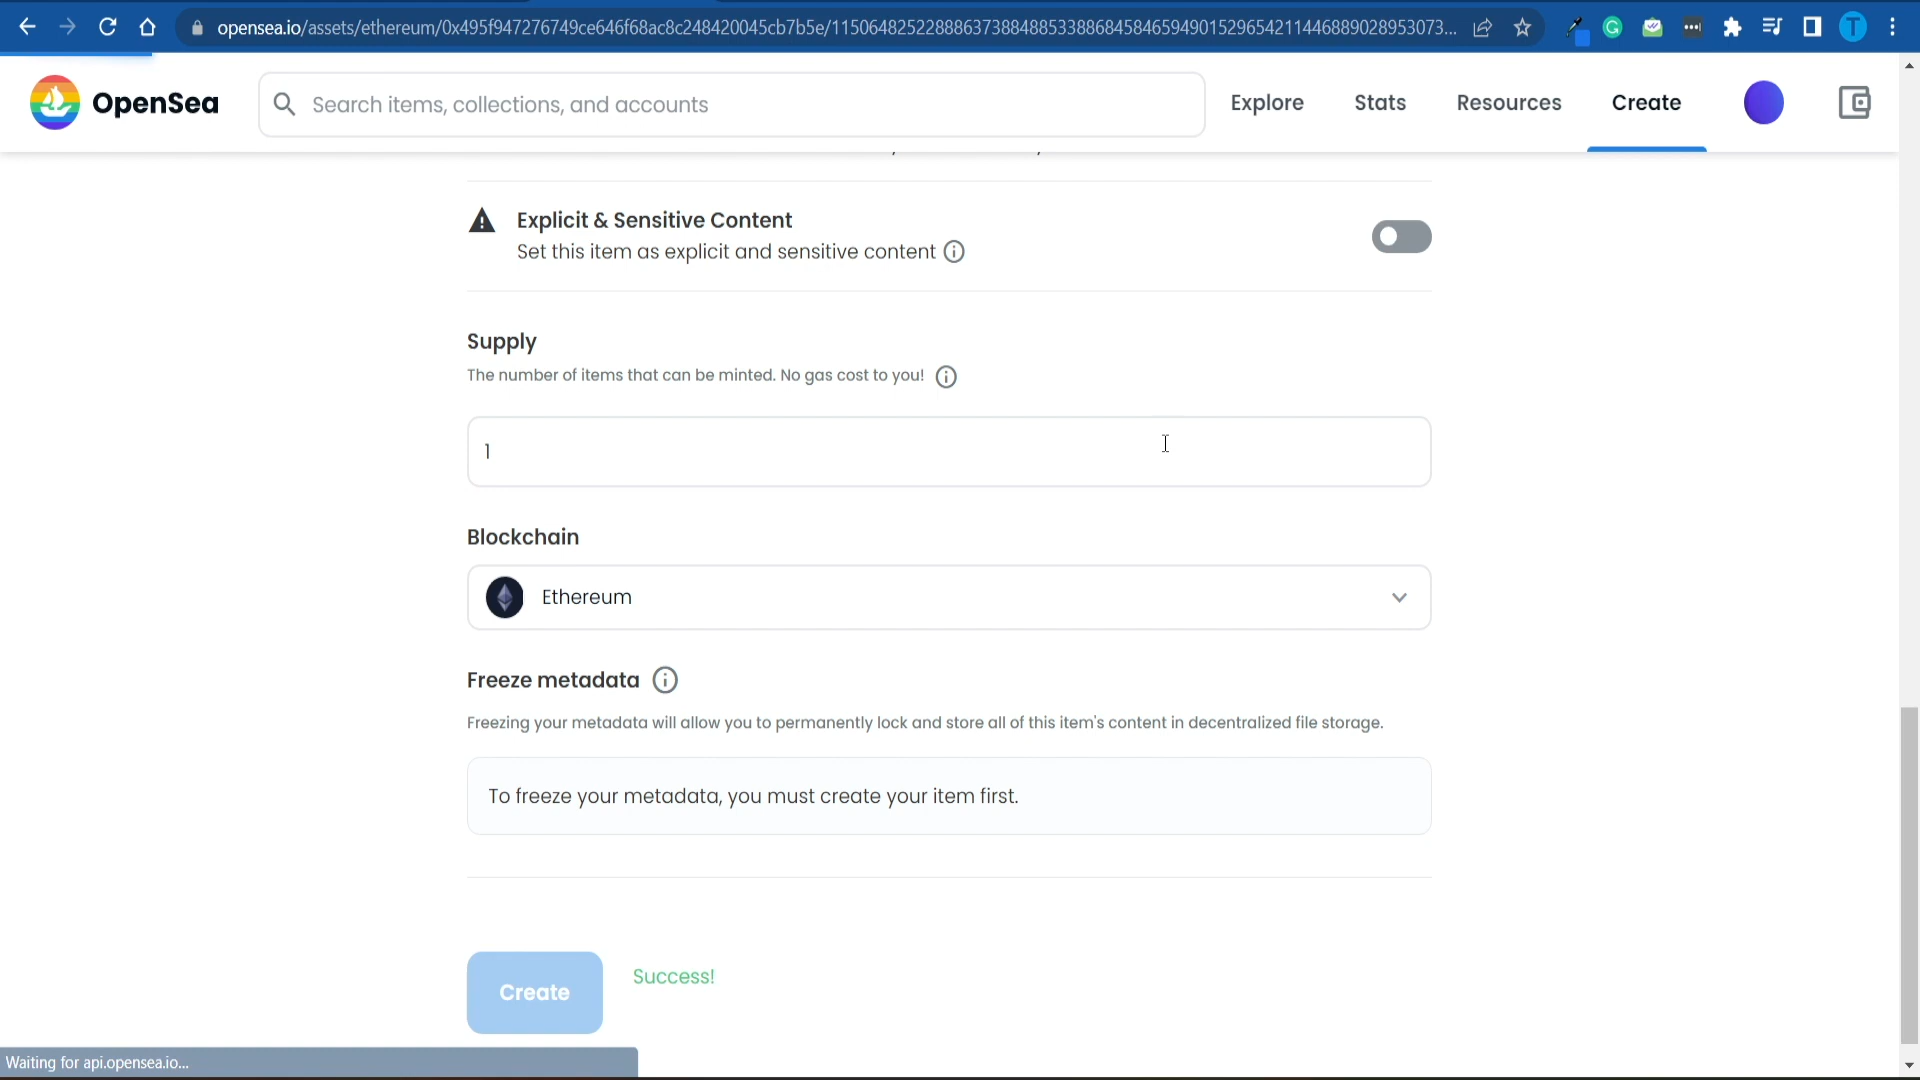 opensea.io/assets/ethereum/0x495f947276749ce646f68ac8c248420045cb7b5e/115064825228886373884885338868458465949015296542114468890289530​73...
T
OpenSea
Search items, collections, and accounts
Explore
Stats
Resources
Create
Explicit & Sensitive Content
Set this item as explicit and sensitive content
Supply
The number of items that can be minted. No gas cost to you!
1
Blockchain
Ethereum
Freeze metadata
Freezing your metadata will allow you to permanently lock and store all of this item's content in decentralized file storage.
To freeze your metadata, you must create your item first.
Create
Success!
Waiting for api.opensea.io...